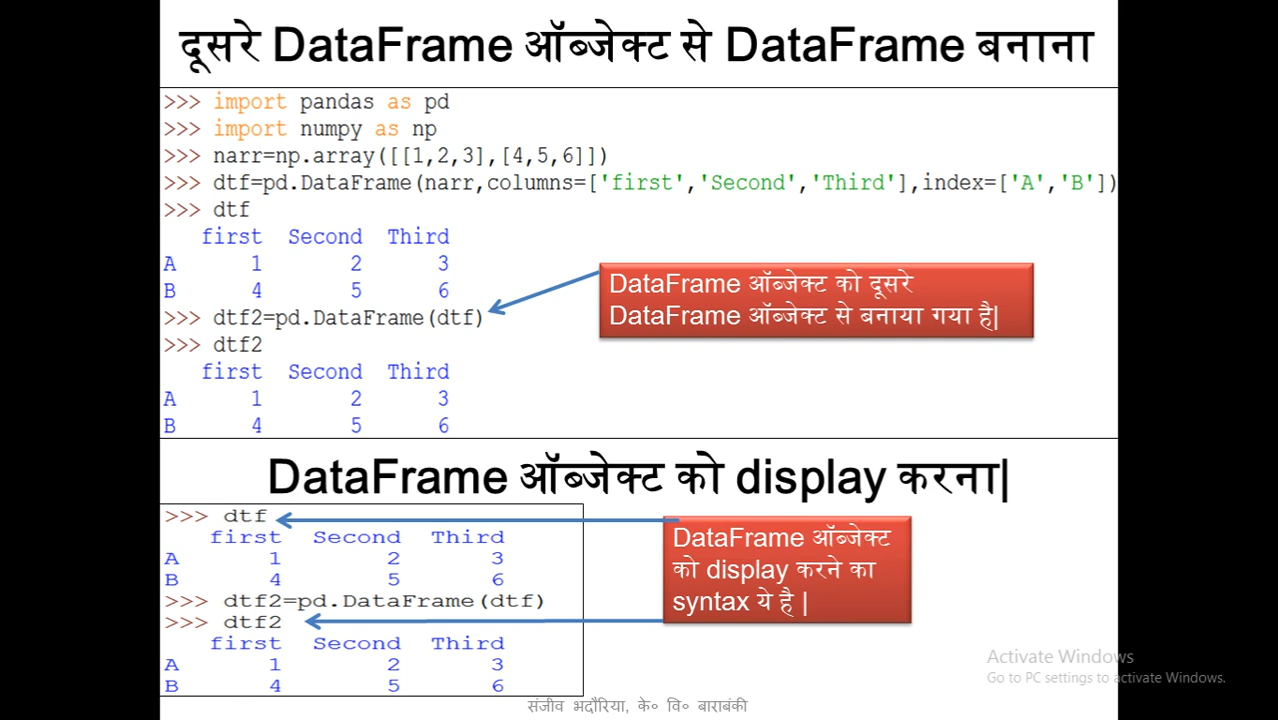 दूसरे DataFrame ऑब्जेक्ट से DataFrame बनाना
>>> import pandas as pd
>>> import numpy as np
>>> narr=np.array([[1,2,3],[4,5,6]])
>>> dtf=pd.DataFrame(narr,columns=['first','Second','Third'],index=['A','B'])
>>> dtf
first Second Third
A 1 2 3
B 4 5 6
>>> dtf2=pd.DataFrame(dtf)
>>> dtf2
first Second Third
A 1 2 3
B 4 5 6
DataFrame ऑब्जेक्ट को दूसरे
DataFrame ऑब्जेक्ट से बनाया गया है|
DataFrame ऑब्जेक्ट को display करना|
>>> dtf
first Second Third
A 1 2 3
B 4 5 6
>>> dtf2=pd.DataFrame(dtf)
>>> dtf2
first Second Third
A 1 2 3
B 4 5 6
DataFrame ऑब्जेक्ट
को display करने का
syntax ये है |
Activate Windows
Go to PC settings to activate Windows.
संजीव भदौरिया, के० वि० बाराबंकी